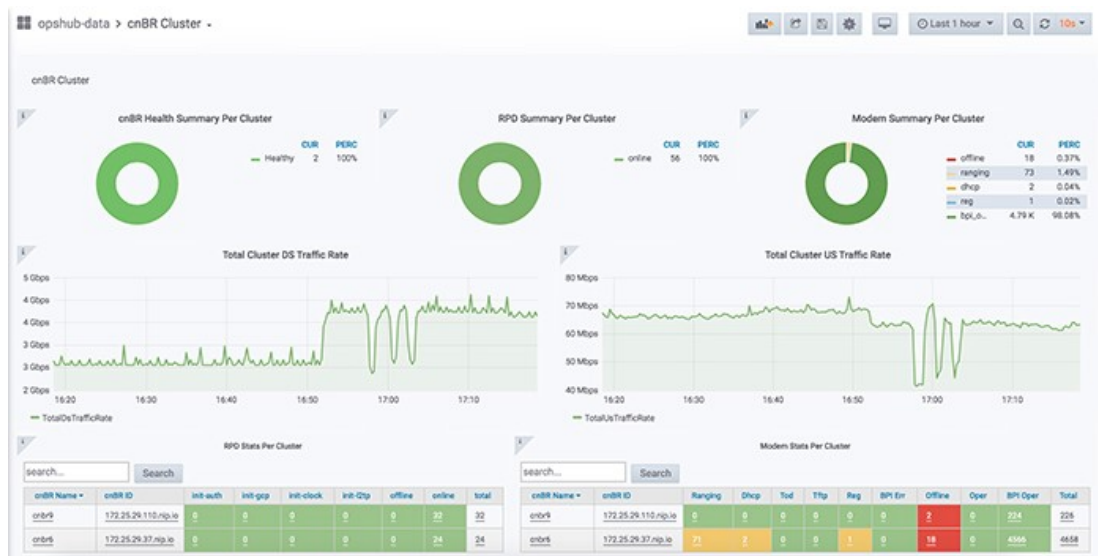 opshub-data > cnBR Cluster
Last 1 hour
10s
cnBR Cluster
cnBR Health Summary Per Cluster
CUR PERC
Healthy 2 100%
RPD Summary Per Cluster
CUR PERC
online 56 100%
Modem Summary Per Cluster
CUR PERC
offline 18 0.37%
ranging 73 1.49%
dhcp 2 0.04%
reg 1 0.02%
bpi_o... 4.79 K 98.08%
Total Cluster DS Traffic Rate
5 Gbps
4 Gbps
4 Gbps
3 Gbps
3 Gbps
2 Gbps
16:20 16:30 16:40 16:50 17:00 17:10
TotalDsTrafficRate
Total Cluster US Traffic Rate
80 Mbps
70 Mbps
60 Mbps
50 Mbps
40 Mbps
16:20 16:30 16:40 16:50 17:00 17:10
TotalUsTrafficRate
RPD Stats Per Cluster
search... Search
cnBR Name cnBR ID init-auth init-gcp init-clock init-l2tp offline online total
cnbr9 172.25.29.110.nip.io 0 0 0 0 0 32 32
cnbr6 172.25.29.37.nip.io 0 0 0 0 0 24 24
Modem Stats Per Cluster
search... Search
cnBR Name cnBR ID Ranging Dhcp Tod Tftp Reg BPI Err Offline Oper BPI Oper Total
cnbr9 172.25.29.110.nip.io 0 0 0 0 0 0 2 0 224 226
cnbr6 172.25.29.37.nip.io 71 2 0 0 1 0 18 0 4566 4658